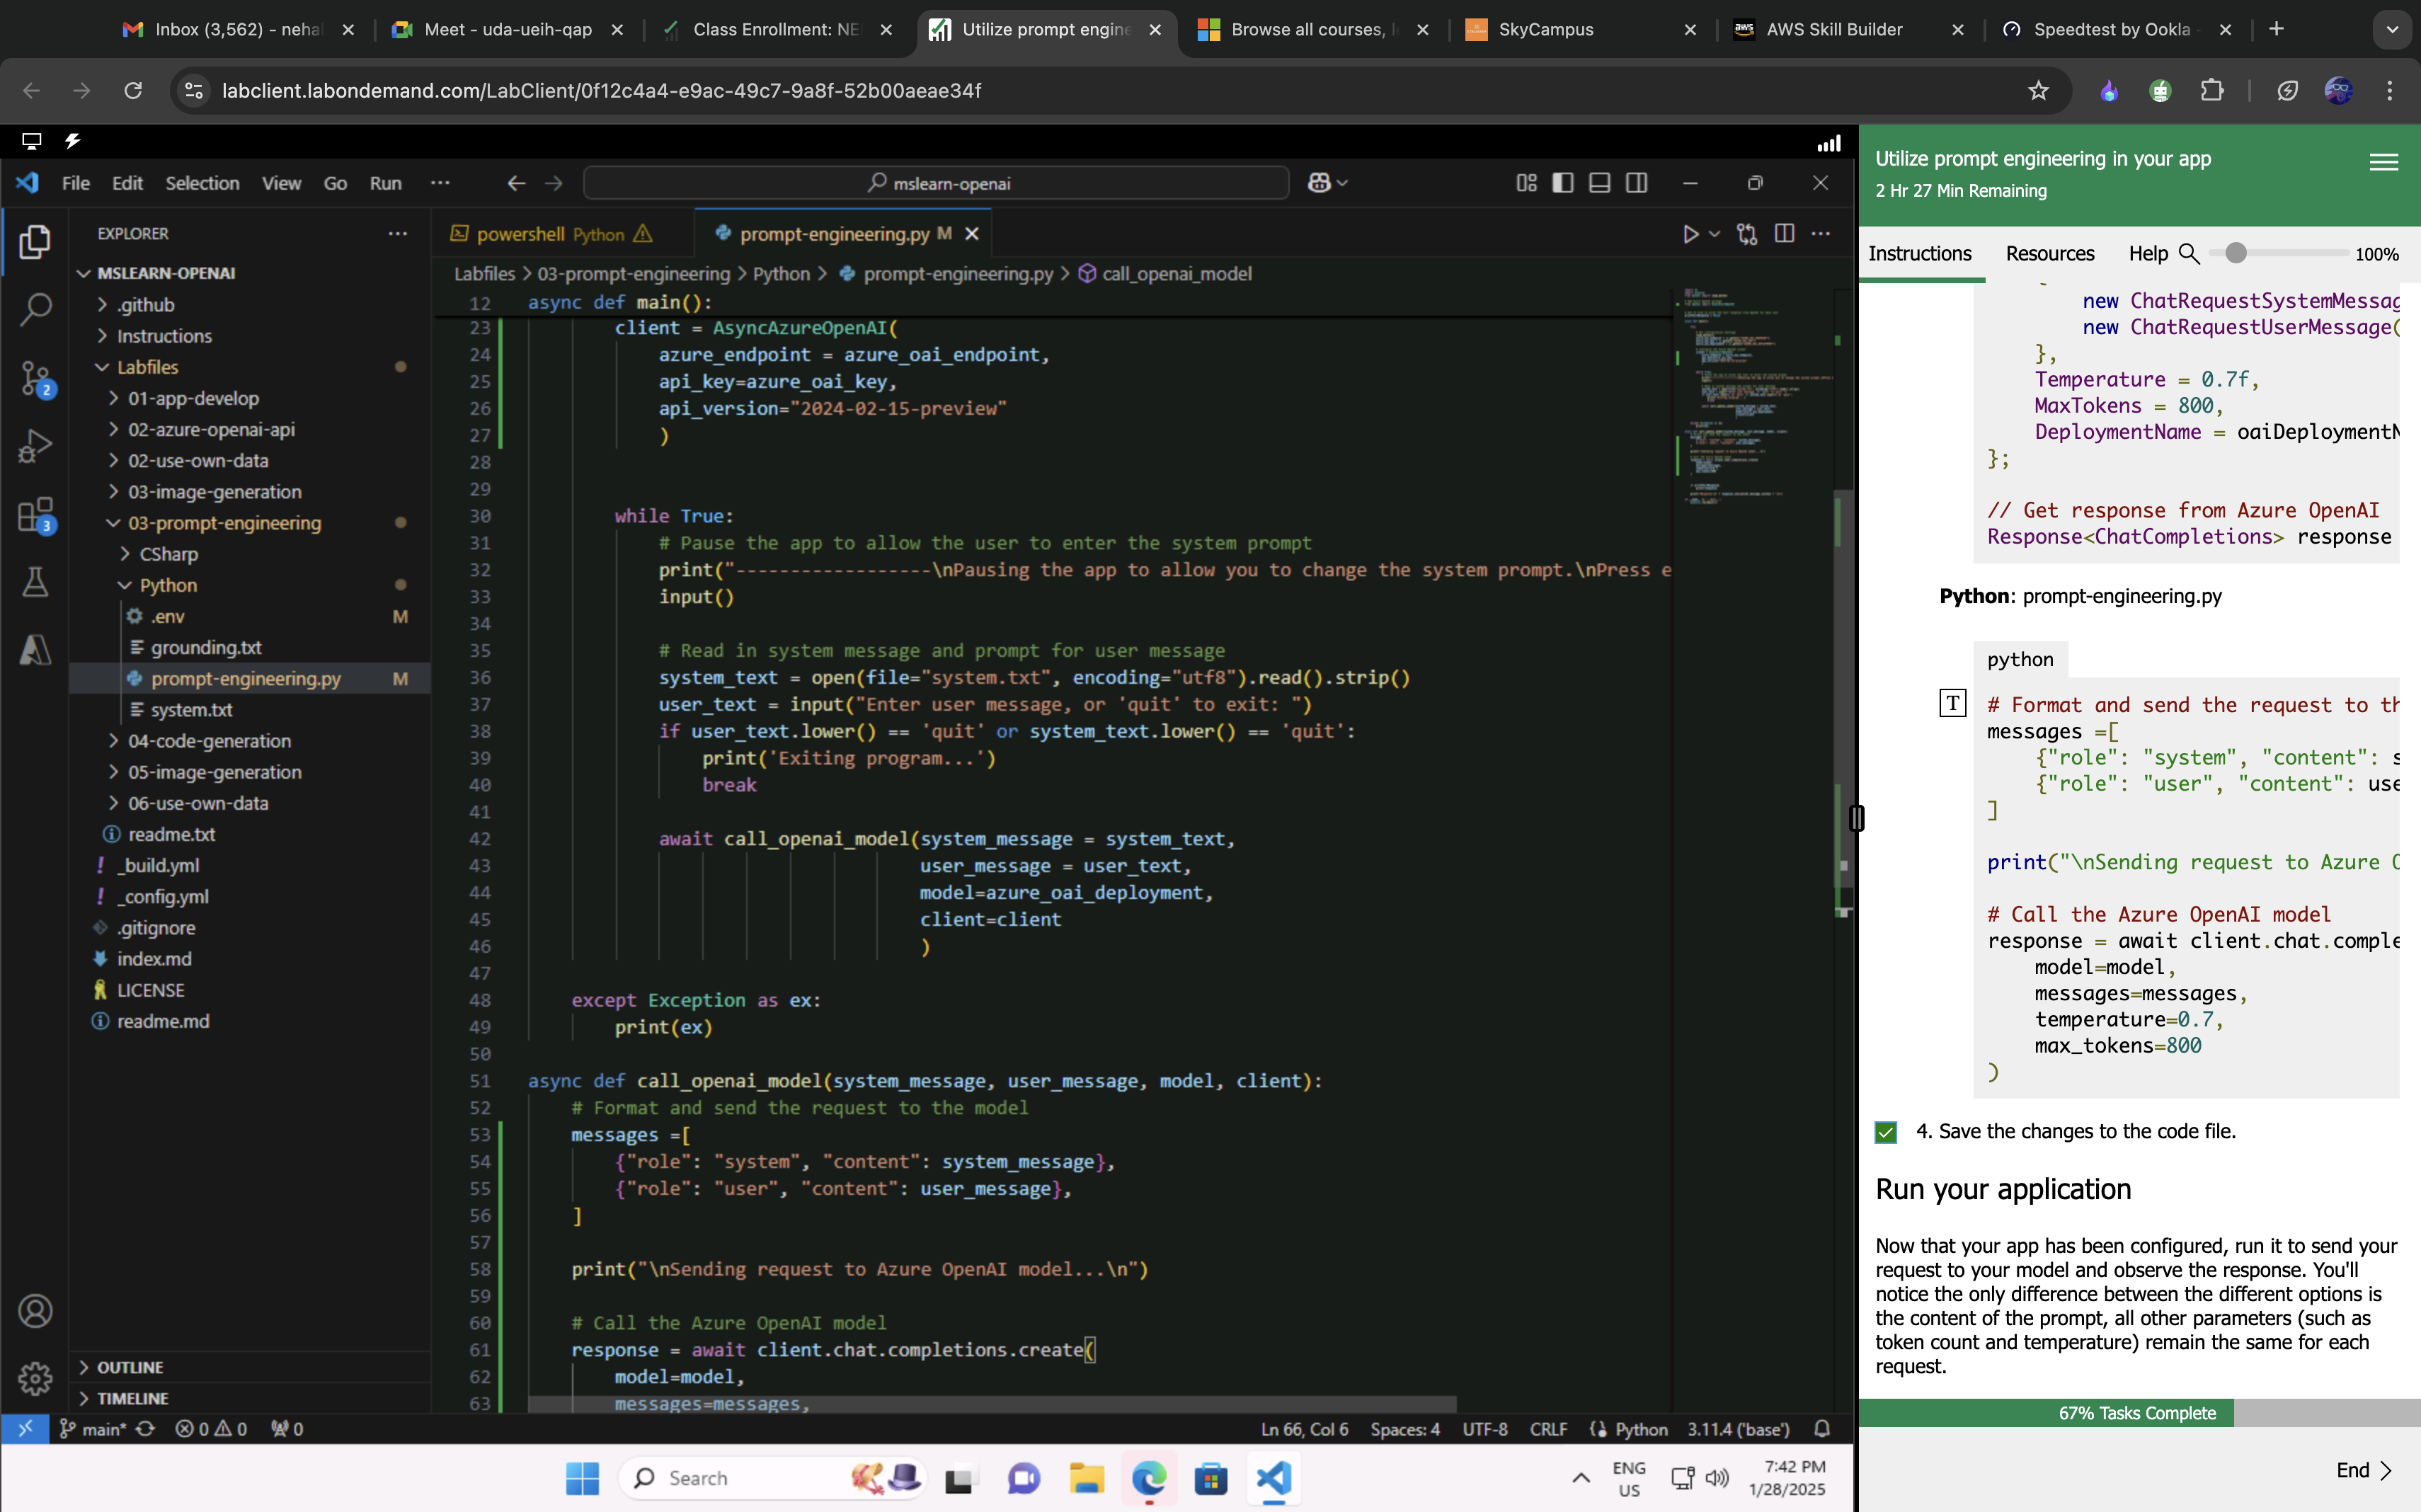 Inbox (3,562) - neha
Meet - uda-ueih-qap
Class Enrollment: NE
Utilize prompt engine
Browse all courses, l
SkyCampus
AWS Skill Builder
Speedtest by Ookla
labclient.labondemand.com/LabClient/0f12c4a4-e9ac-49c7-9a8f-52b00aeae34f
File Edit Selection View Go Run ...
mslearn-openai
EXPLORER
MSLEARN-OPENAI
.github
Instructions
Labfiles
01-app-develop
02-azure-openai-api
02-use-own-data
03-image-generation
03-prompt-engineering
CSharp
Python
.env M
grounding.txt
prompt-engineering.py M
system.txt
04-code-generation
05-image-generation
06-use-own-data
readme.txt
_build.yml
_config.yml
.gitignore
index.md
LICENSE
readme.md
OUTLINE
TIMELINE
2
3
powershell Python
prompt-engineering.py M
Labfiles > 03-prompt-engineering > Python > prompt-engineering.py > call_openai_model
12 async def main():
23 client = AsyncAzureOpenAI(
24 azure_endpoint = azure_oai_endpoint,
25 api_key=azure_oai_key,
26 api_version="2024-02-15-preview"
27 )
28
29
30 while True:
31 # Pause the app to allow the user to enter the system prompt
32 print("------------------\nPausing the app to allow you to change the system prompt.\nPress e
33 input()
34
35 # Read in system message and prompt for user message
36 system_text = open(file="system.txt", encoding="utf8").read().strip()
37 user_text = input("Enter user message, or 'quit' to exit: ")
38 if user_text.lower() == 'quit' or system_text.lower() == 'quit':
39 print('Exiting program...')
40 break
41
42 await call_openai_model(system_message = system_text,
43 user_message = user_text,
44 model=azure_oai_deployment,
45 client=client
46 )
47
48 except Exception as ex:
49 print(ex)
50
51 async def call_openai_model(system_message, user_message, model, client):
52 # Format and send the request to the model
53 messages =[
54 {"role": "system", "content": system_message},
55 {"role": "user", "content": user_message},
56 ]
57
58 print("\nSending request to Azure OpenAI model...\n")
59
60 # Call the Azure OpenAI model
61 response = await client.chat.completions.create(
62 model=model,
63 messages=messages,
main* 0 0 0
Ln 66, Col 6 Spaces: 4 UTF-8 CRLF Python 3.11.4 ('base')
Search
ENG
US
7:42 PM
1/28/2025
Utilize prompt engineering in your app
2 Hr 27 Min Remaining
Instructions Resources Help 100%
{
new ChatRequestSystemMessag
new ChatRequestUserMessage(
},
Temperature = 0.7f,
MaxTokens = 800,
DeploymentName = oaiDeploymentN
};
// Get response from Azure OpenAI
Response<ChatCompletions> response
Python: prompt-engineering.py
python
T
# Format and send the request to th
messages =[
{"role": "system", "content": s
{"role": "user", "content": use
]
print("\nSending request to Azure O
# Call the Azure OpenAI model
response = await client.chat.comple
model=model,
messages=messages,
temperature=0.7,
max_tokens=800
)
4. Save the changes to the code file.
Run your application
Now that your app has been configured, run it to send your
request to your model and observe the response. You'll
notice the only difference between the different options is
the content of the prompt, all other parameters (such as
token count and temperature) remain the same for each
request.
67% Tasks Complete
End